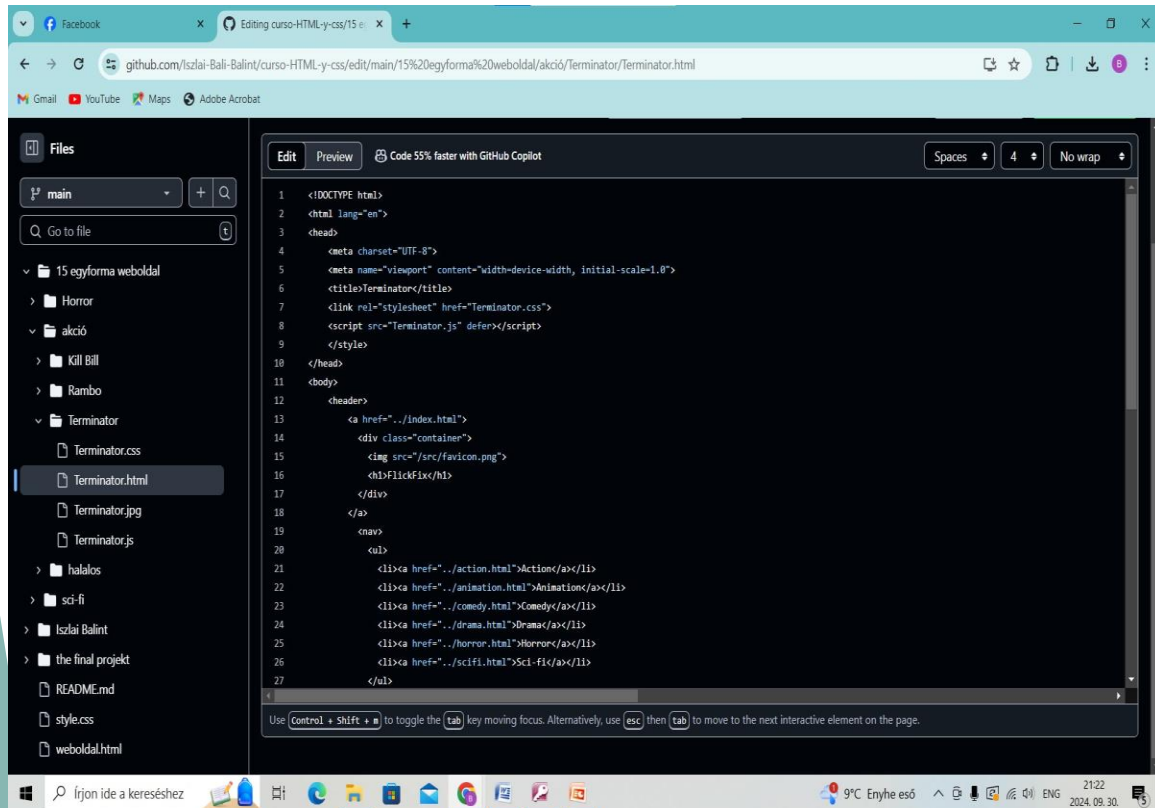 Facebook
Editing curso-HTML-y-css/15 e
github.com/Iszlai-Bali-Balint/curso-HTML-y-css/edit/main/15%20egyforma%20weboldal/akció/Terminator/Terminator.html
B
Gmail YouTube Maps Adobe Acrobat
Files
main
Go to file t
15 egyforma weboldal
Horror
akció
Kill Bill
Rambo
Terminator
Terminator.css
Terminator.html
Terminator.jpg
Terminator.js
halalos
sci-fi
Iszlai Balint
the final projekt
README.md
style.css
weboldal.html
Edit Preview Code 55% faster with GitHub Copilot Spaces 4 No wrap
1 <!DOCTYPE html>
2 <html lang="en">
3 <head>
4 <meta charset="UTF-8">
5 <meta name="viewport" content="width=device-width, initial-scale=1.0">
6 <title>Terminator</title>
7 <link rel="stylesheet" href="Terminator.css">
8 <script src="Terminator.js" defer></script>
9 </style>
10 </head>
11 <body>
12 <header>
13 <a href="../index.html">
14 <div class="container">
15 <img src="/src/favicon.png">
16 <h1>FlickFix</h1>
17 </div>
18 </a>
19 <nav>
20 <ul>
21 <li><a href="../action.html">Action</a></li>
22 <li><a href="../animation.html">Animation</a></li>
23 <li><a href="../comedy.html">Comedy</a></li>
24 <li><a href="../drama.html">Drama</a></li>
25 <li><a href="../horror.html">Horror</a></li>
26 <li><a href="../scifi.html">Sci-fi</a></li>
27 </ul>
Use Control + Shift + m to toggle the tab key moving focus. Alternatively, use esc then tab to move to the next interactive element on the page.
Írjon ide a kereséshez
9°C Enyhe eső ENG 21:22
2024. 09. 30.
5